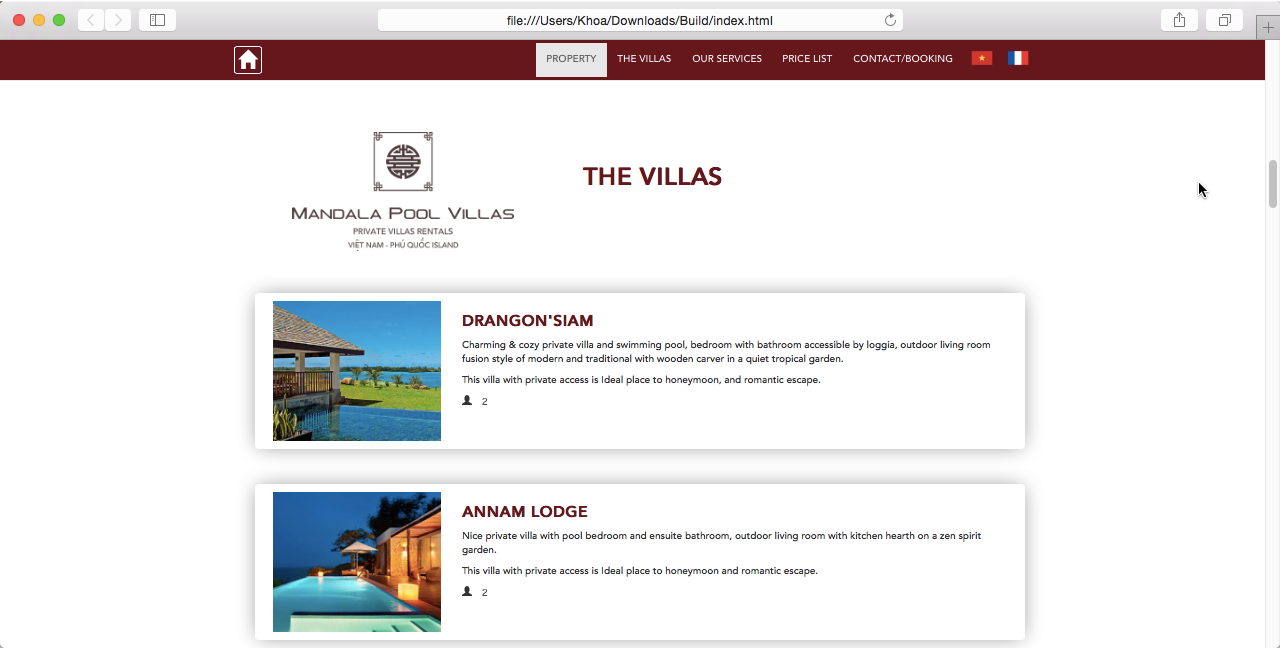 file:///Users/Khoa/Downloads/Build/index.html
PROPERTY THE VILLAS OUR SERVICES PRICE LIST CONTACT/BOOKING
THE VILLAS
MANDALA POOL VILLAS
PRIVATE VILLAS RENTALS
VIỆT NAM - PHÚ QUỐC ISLAND
DRANGON'SIAM
Charming & cozy private villa and swimming pool, bedroom with bathroom accessible by loggia, outdoor living room
fusion style of modern and traditional with wooden carver in a quiet tropical garden.
This villa with private access is Ideal place to honeymoon, and romantic escape.
2
ANNAM LODGE
Nice private villa with pool bedroom and ensuite bathroom, outdoor living room with kitchen hearth on a zen spirit
garden.
This villa with private access is Ideal place to honeymoon and romantic escape.
2